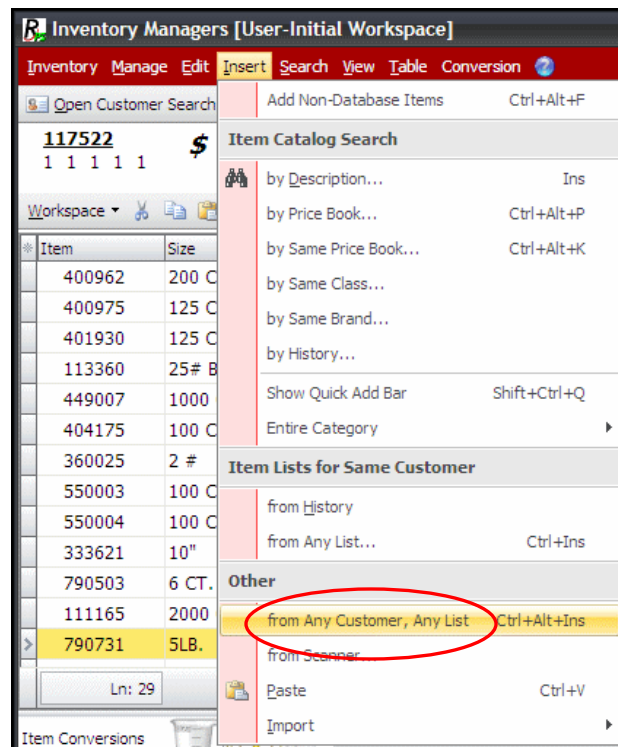 Inventory Managers [User-Initial Workspace]
Inventory Manage Edit Insert Search View Table Conversion
Open Customer Search
Add Non-Database Items Ctrl+Alt+F
117522 $
1 1 1 1 1
Item Catalog Search
by Description... Ins
Workspace
by Price Book... Ctrl+Alt+P
Item Size
by Same Price Book... Ctrl+Alt+K
400962 200 C
by Same Class...
400975 125 C
by Same Brand...
401930 125 C
by History...
113360 25# B
449007 1000
Show Quick Add Bar Shift+Ctrl+Q
404175 100 C
Entire Category
360025 2 #
Item Lists for Same Customer
550003 100 C
from History
550004 100 C
from Any List... Ctrl+Ins
333621 10"
790503 6 CT.
Other
111165 2000
from Any Customer, Any List Ctrl+Alt+Ins
790731 5LB.
from Scanner...
Ln: 29
Paste Ctrl+V
Import
Item Conversions